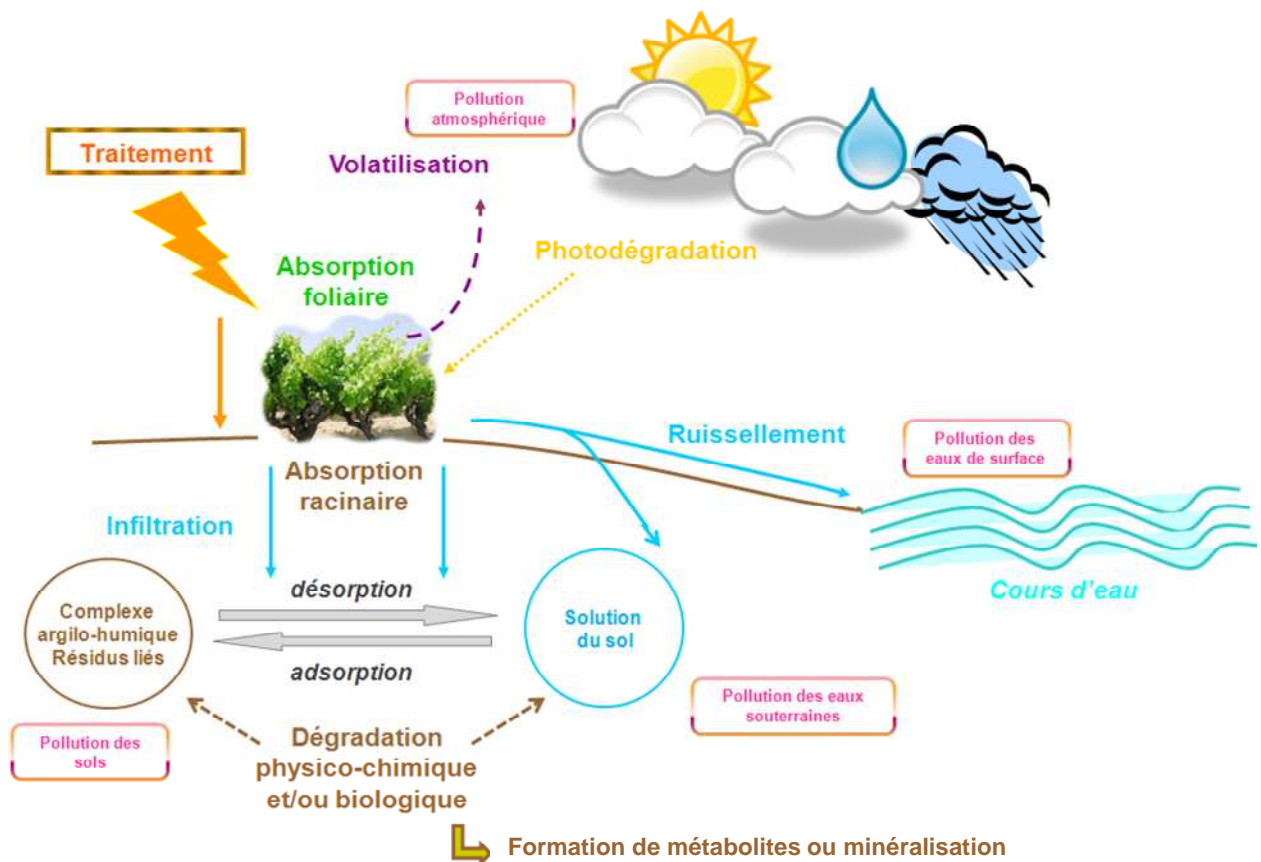 Pollution
atmosphérique
Traitement
Volatilisation
Photodégradation
Absorption
foliaire
Ruissellement
Pollution des
eaux de surface
Absorption
racinaire
Infiltration
Cours d'eau
désorption
Complexe
argilo-humique
Résidus liés
Solution
du sol
adsorption
Pollution des eaux
souterraines
Pollution des
sols
Dégradation
physico-chimique
et/ou biologique
Formation de métabolites ou minéralisation